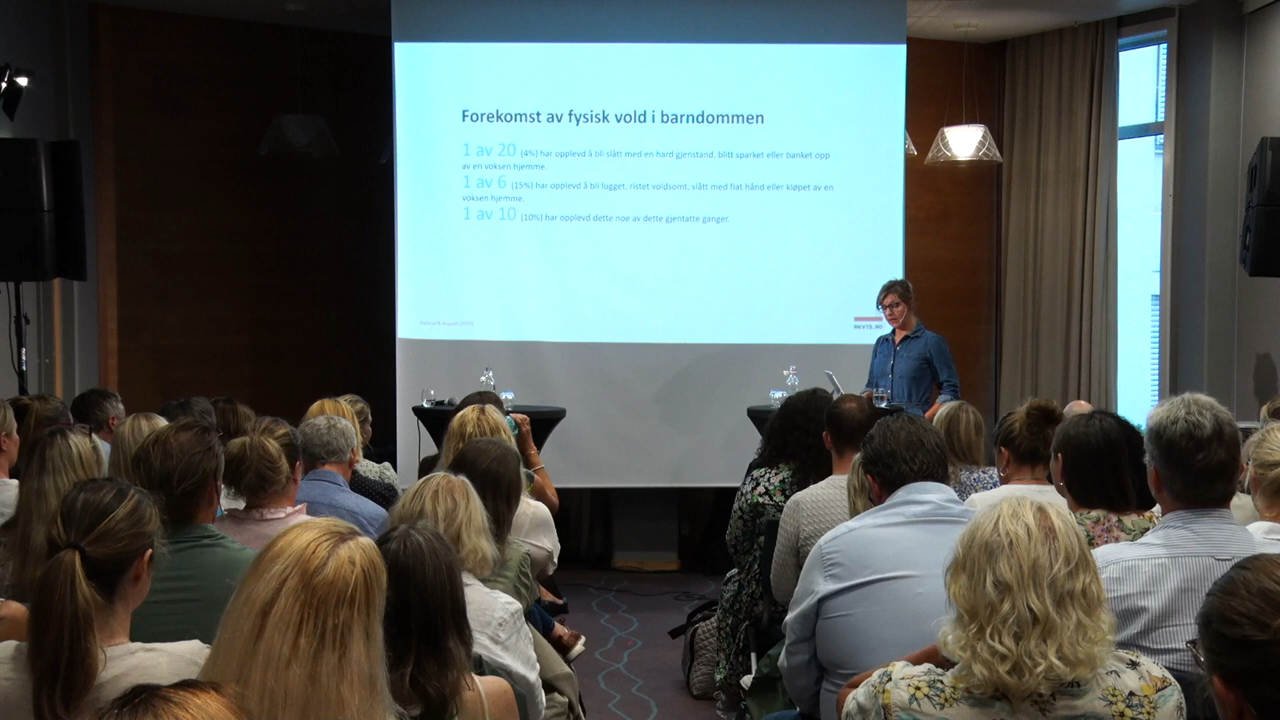 Forekomst av fysisk vold i barndommen
1 av 20 (4%) har opplevd å bli slått med en hard gjenstand, blitt sparket eller banket opp
av en voksen hjemme.
1 av 6 (15%) har opplevd å bli lugget, ristet voldsomt, slått med flat hånd eller kløpet av en
voksen hjemme.
1 av 10 (10%) har opplevd dette noe av dette gjentatte ganger.
RKVTS.NO